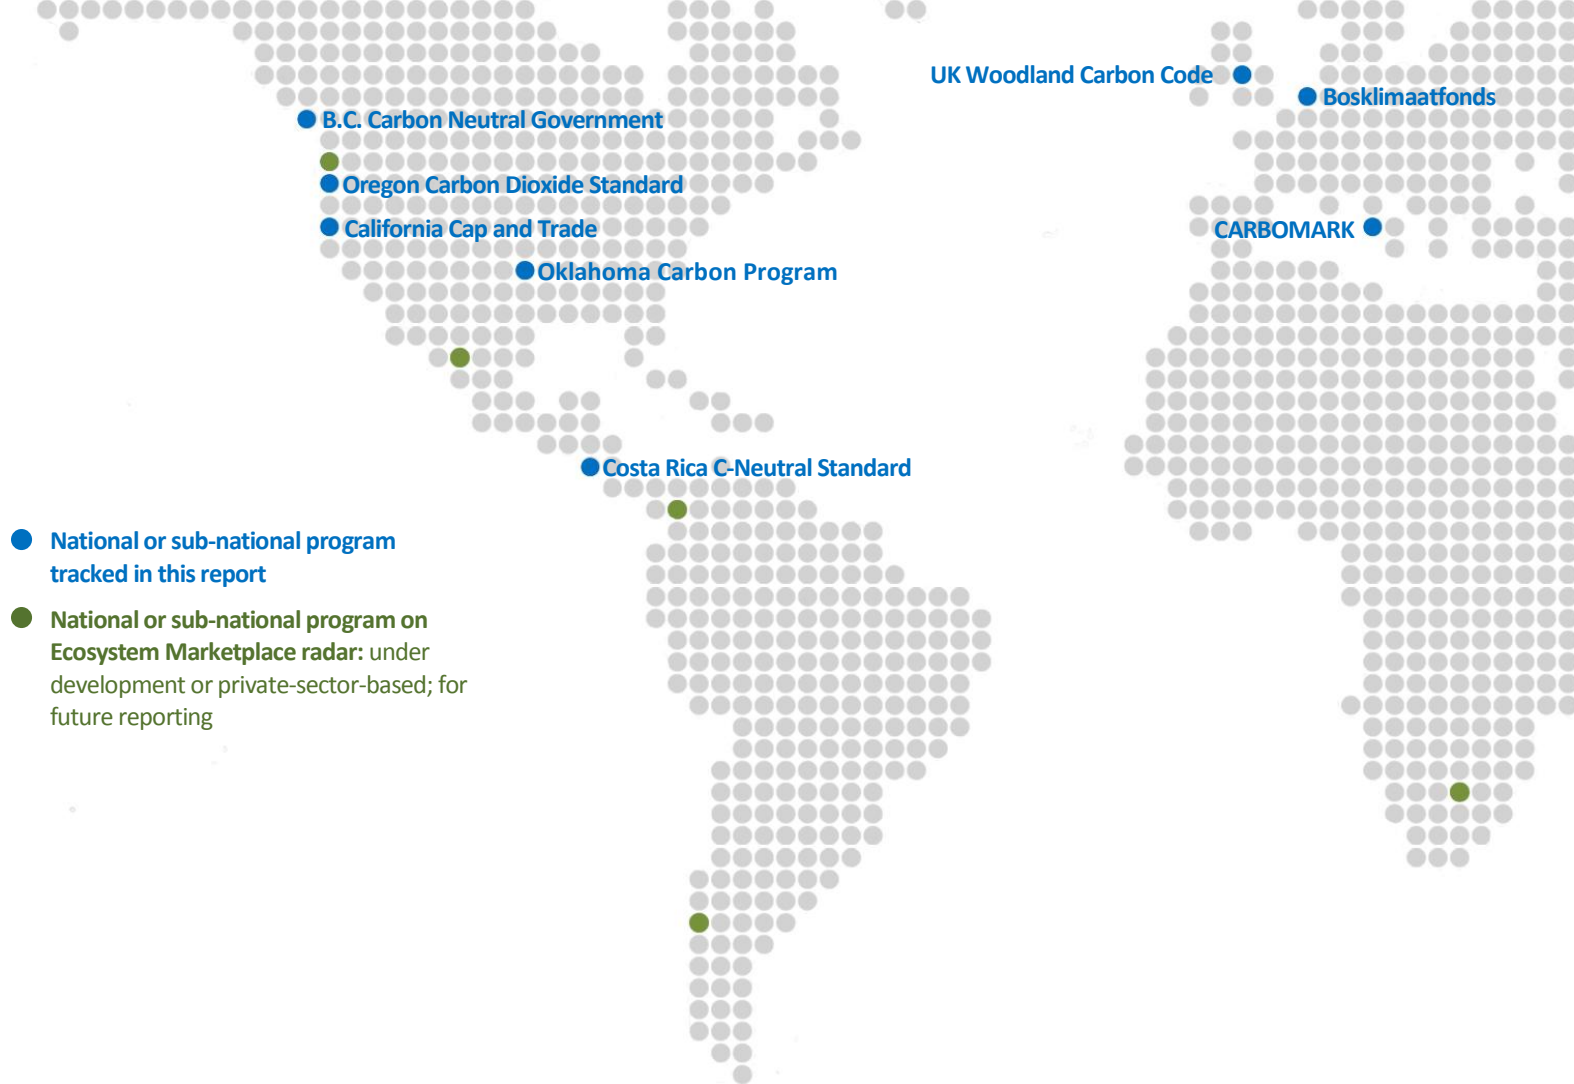 UK Woodland Carbon Code
Bosklimaatfonds
B.C. Carbon Neutral Government
Oregon Carbon Dioxide Standard
California Cap and Trade
CARBOMARK
Oklahoma Carbon Program
Costa Rica C-Neutral Standard
National or sub-national program
tracked in this report
National or sub-national program on
Ecosystem Marketplace radar: under
development or private-sector-based; for
future reporting